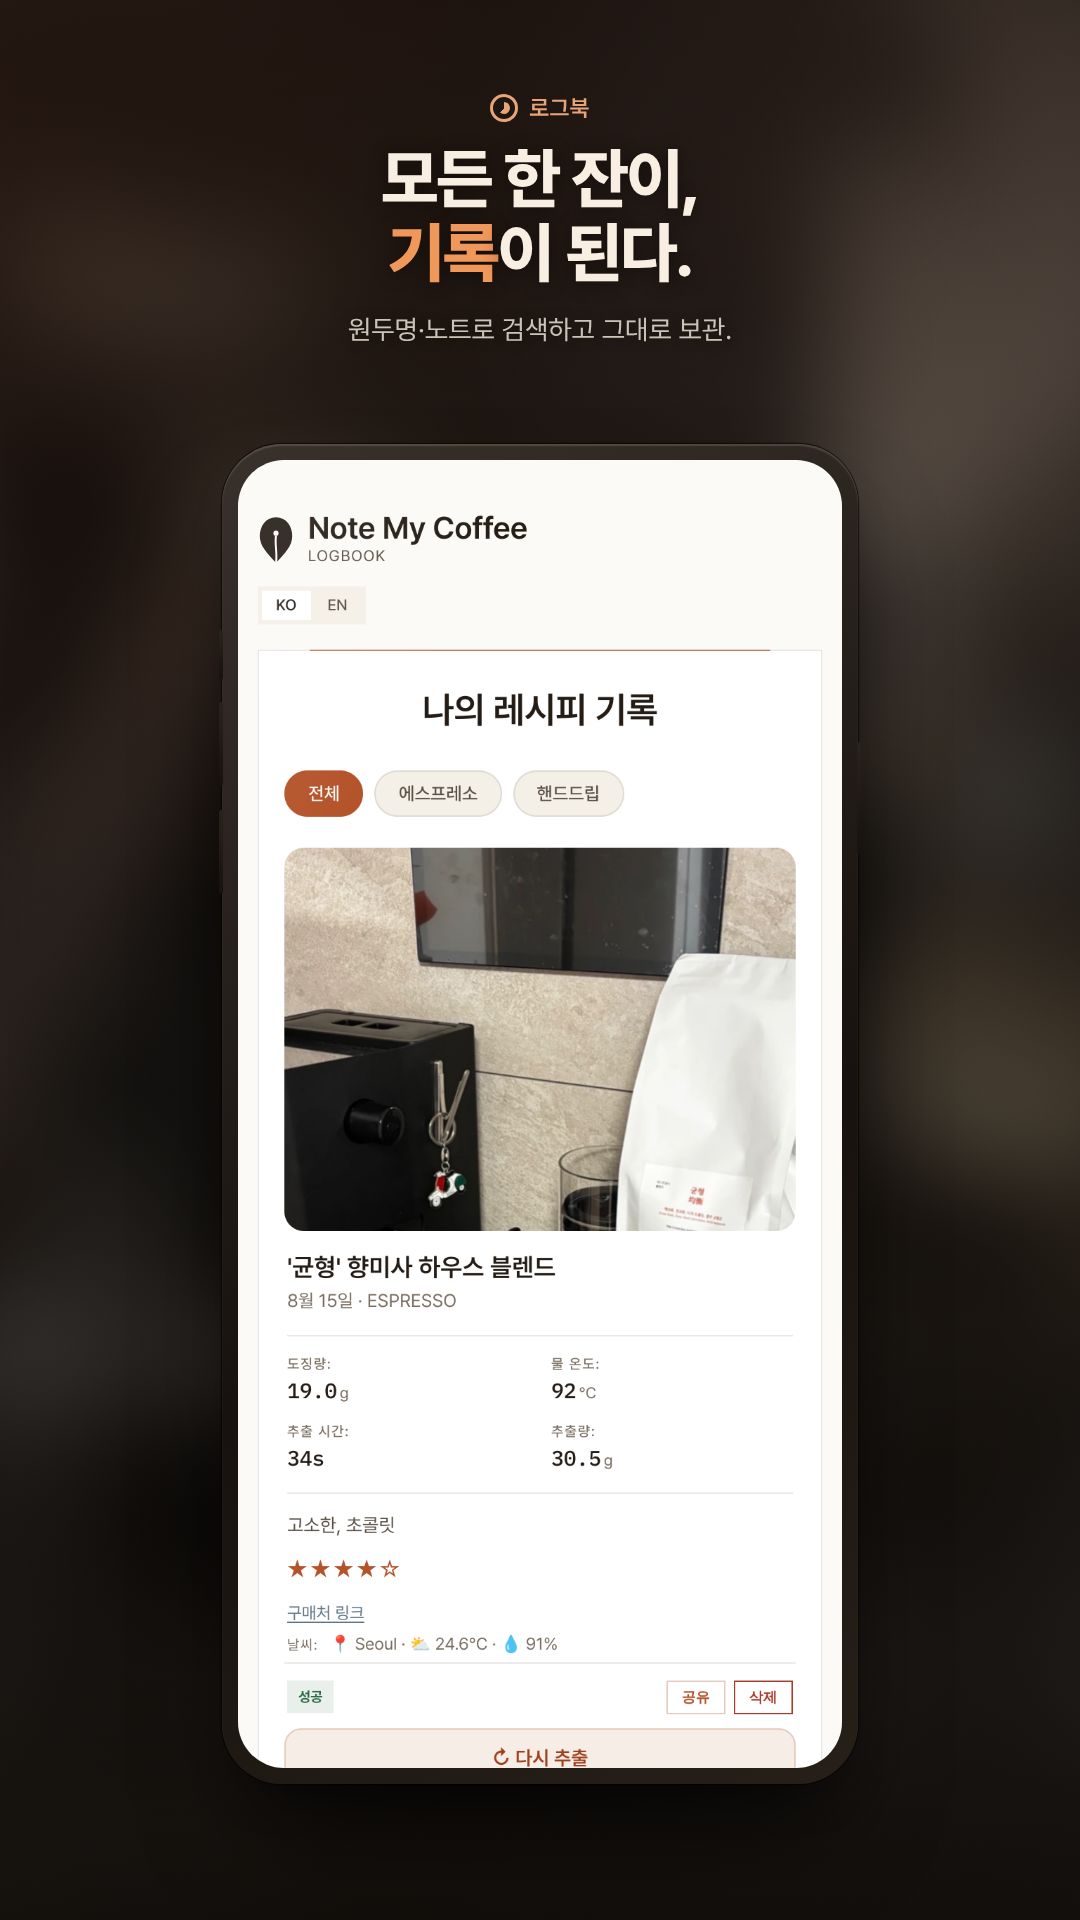 로그북
모든 한 잔이,
기록이 된다.
원두명·노트로 검색하고 그대로 보관.
Note My Coffee
LOGBOOK
KO EN
나의 레시피 기록
전체 에스프레소 핸드드립
균형
均衡
'균형' 향미사 하우스 블렌드
8월 15일 · ESPRESSO
도징량: 물 온도:
19.0g 92°C
추출 시간: 추출량:
34s 30.5g
고소한, 초콜릿
★★★★☆
구매처 링크
날씨: 📍 Seoul · ⛅ 24.6°C · 💧 91%
성공 공유 삭제
↻ 다시 추출